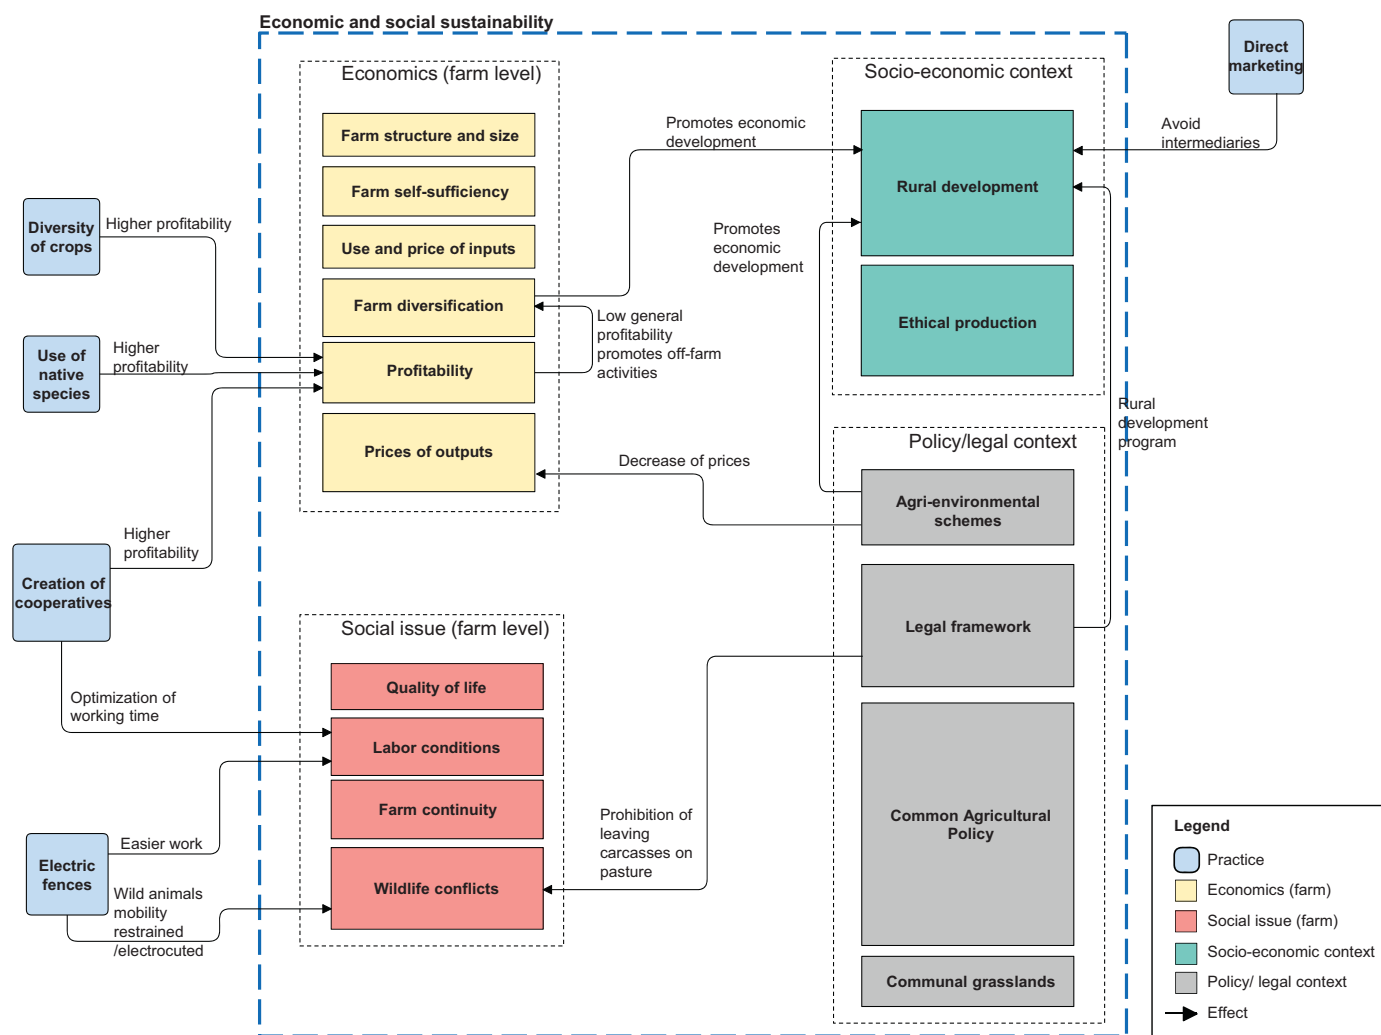 Economic and social sustainability
Direct
marketing
Economics (farm level)
Socio-economic context
Farm structure and size
Promotes economic
development
Avoid
intermediaries
Farm self-sufficiency
Rural development
Diversity
of crops
Higher profitability
Use and price of inputs
Promotes
economic
development
Farm diversification
Ethical production
Low general
profitability
promotes off-farm
activities
Use of
native
species
Higher
profitability
Profitability
Rural
development
program
Prices of outputs
Decrease of prices
Policy/legal context
Agri-environmental
schemes
Higher
profitability
Creation of
cooperatives
Legal framework
Social issue (farm level)
Quality of life
Optimization of
working time
Labor conditions
Farm continuity
Prohibition of
leaving
carcasses on
pasture
Common Agricultural
Policy
Easier work
Electric
fences
Wildlife conflicts
Wild animals
mobility
restrained
/electrocuted
Communal grasslands
Legend
Practice
Economics (farm)
Social issue (farm)
Socio-economic context
Policy/ legal context
Effect